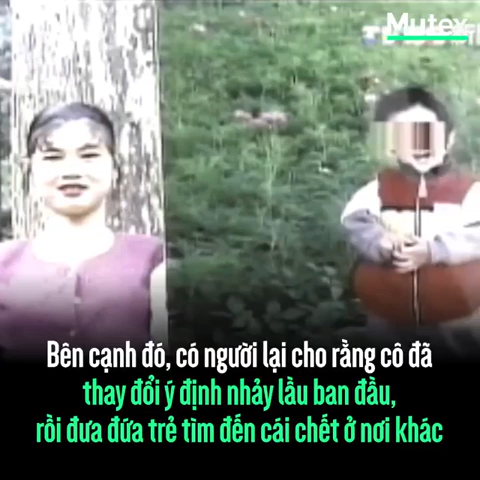 Mutex
Bên cạnh đó, có người lại cho rằng cô đã
thay đổi ý định nhảy lầu ban đầu,
rồi đưa đứa trẻ tìm đến cái chết ở nơi khác